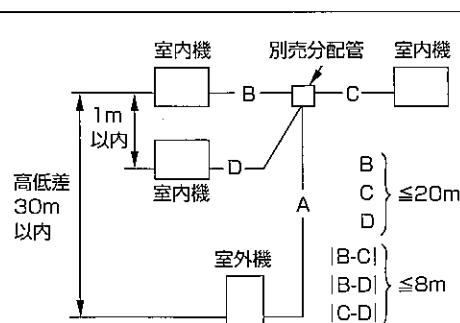 室内機
別売分配管
室内機
B
C
1m
以内
D
室内機
高低差
30m
以内
A
B
C
D
≦20m
室外機
|B-C|
|B-D|
|C-D|
≦8m